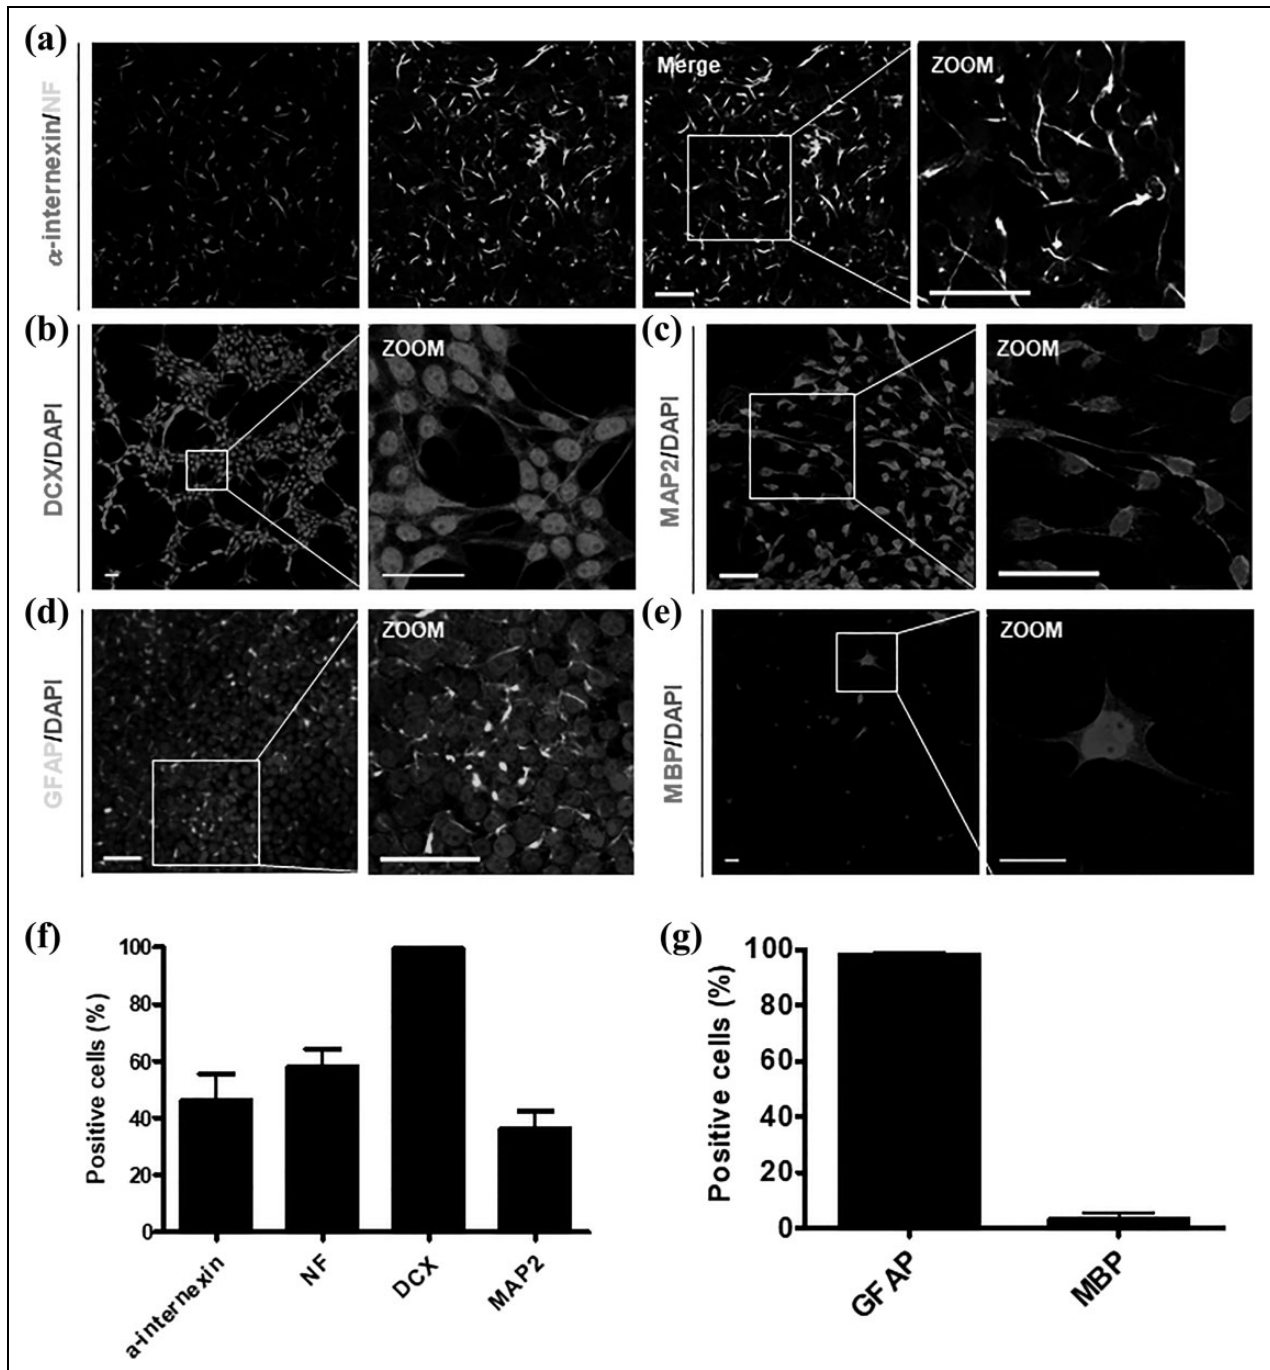 (a)
α-internexin/NF
Merge
ZOOM
(b)
DCX/DAPI
ZOOM
(c)
MAP2/DAPI
ZOOM
(d)
GFAP/DAPI
ZOOM
(e)
MBP/DAPI
ZOOM
(f)
Positive cells (%)
100
80
60
40
20
0
a-internexin
NF
DCX
MAP2
(g)
Positive cells (%)
100
80
60
40
20
0
GFAP
MBP